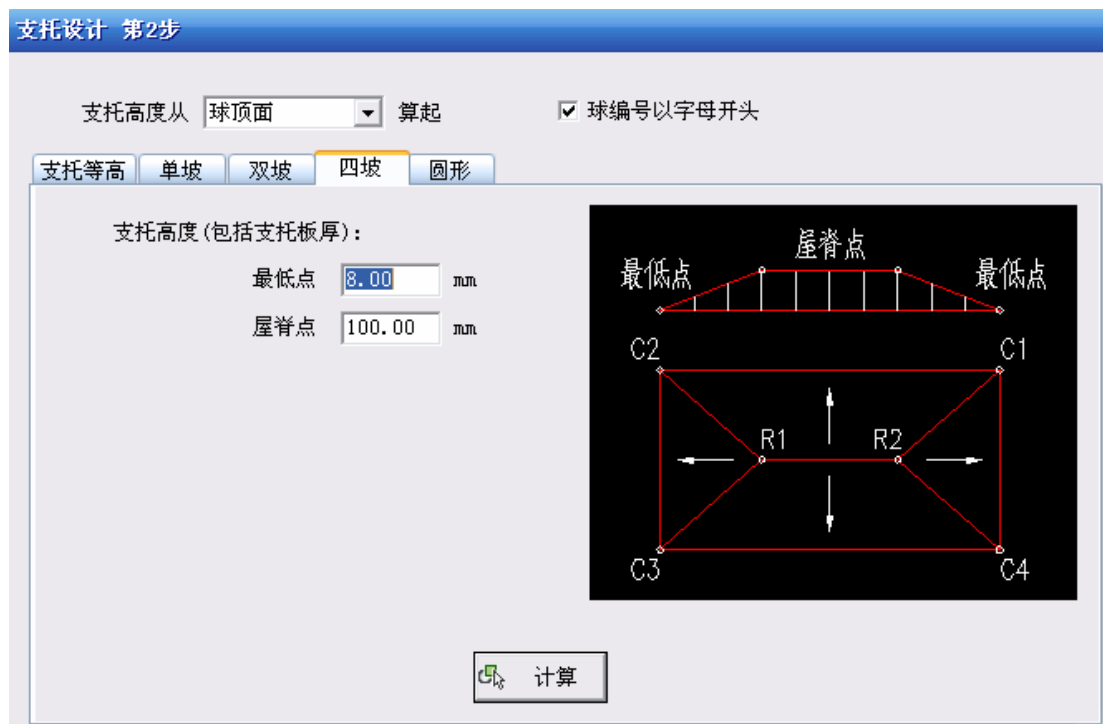 支托设计 第2步
支托高度从 球顶面 算起 球编号以字母开头
支托等高 单坡 双坡 四坡 圆形
支托高度(包括支托板厚):
最低点 8.00 mm
屋脊点 100.00 mm
屋脊点
最低点 最低点
C2 C1
R1 R2
C3 C4
计算